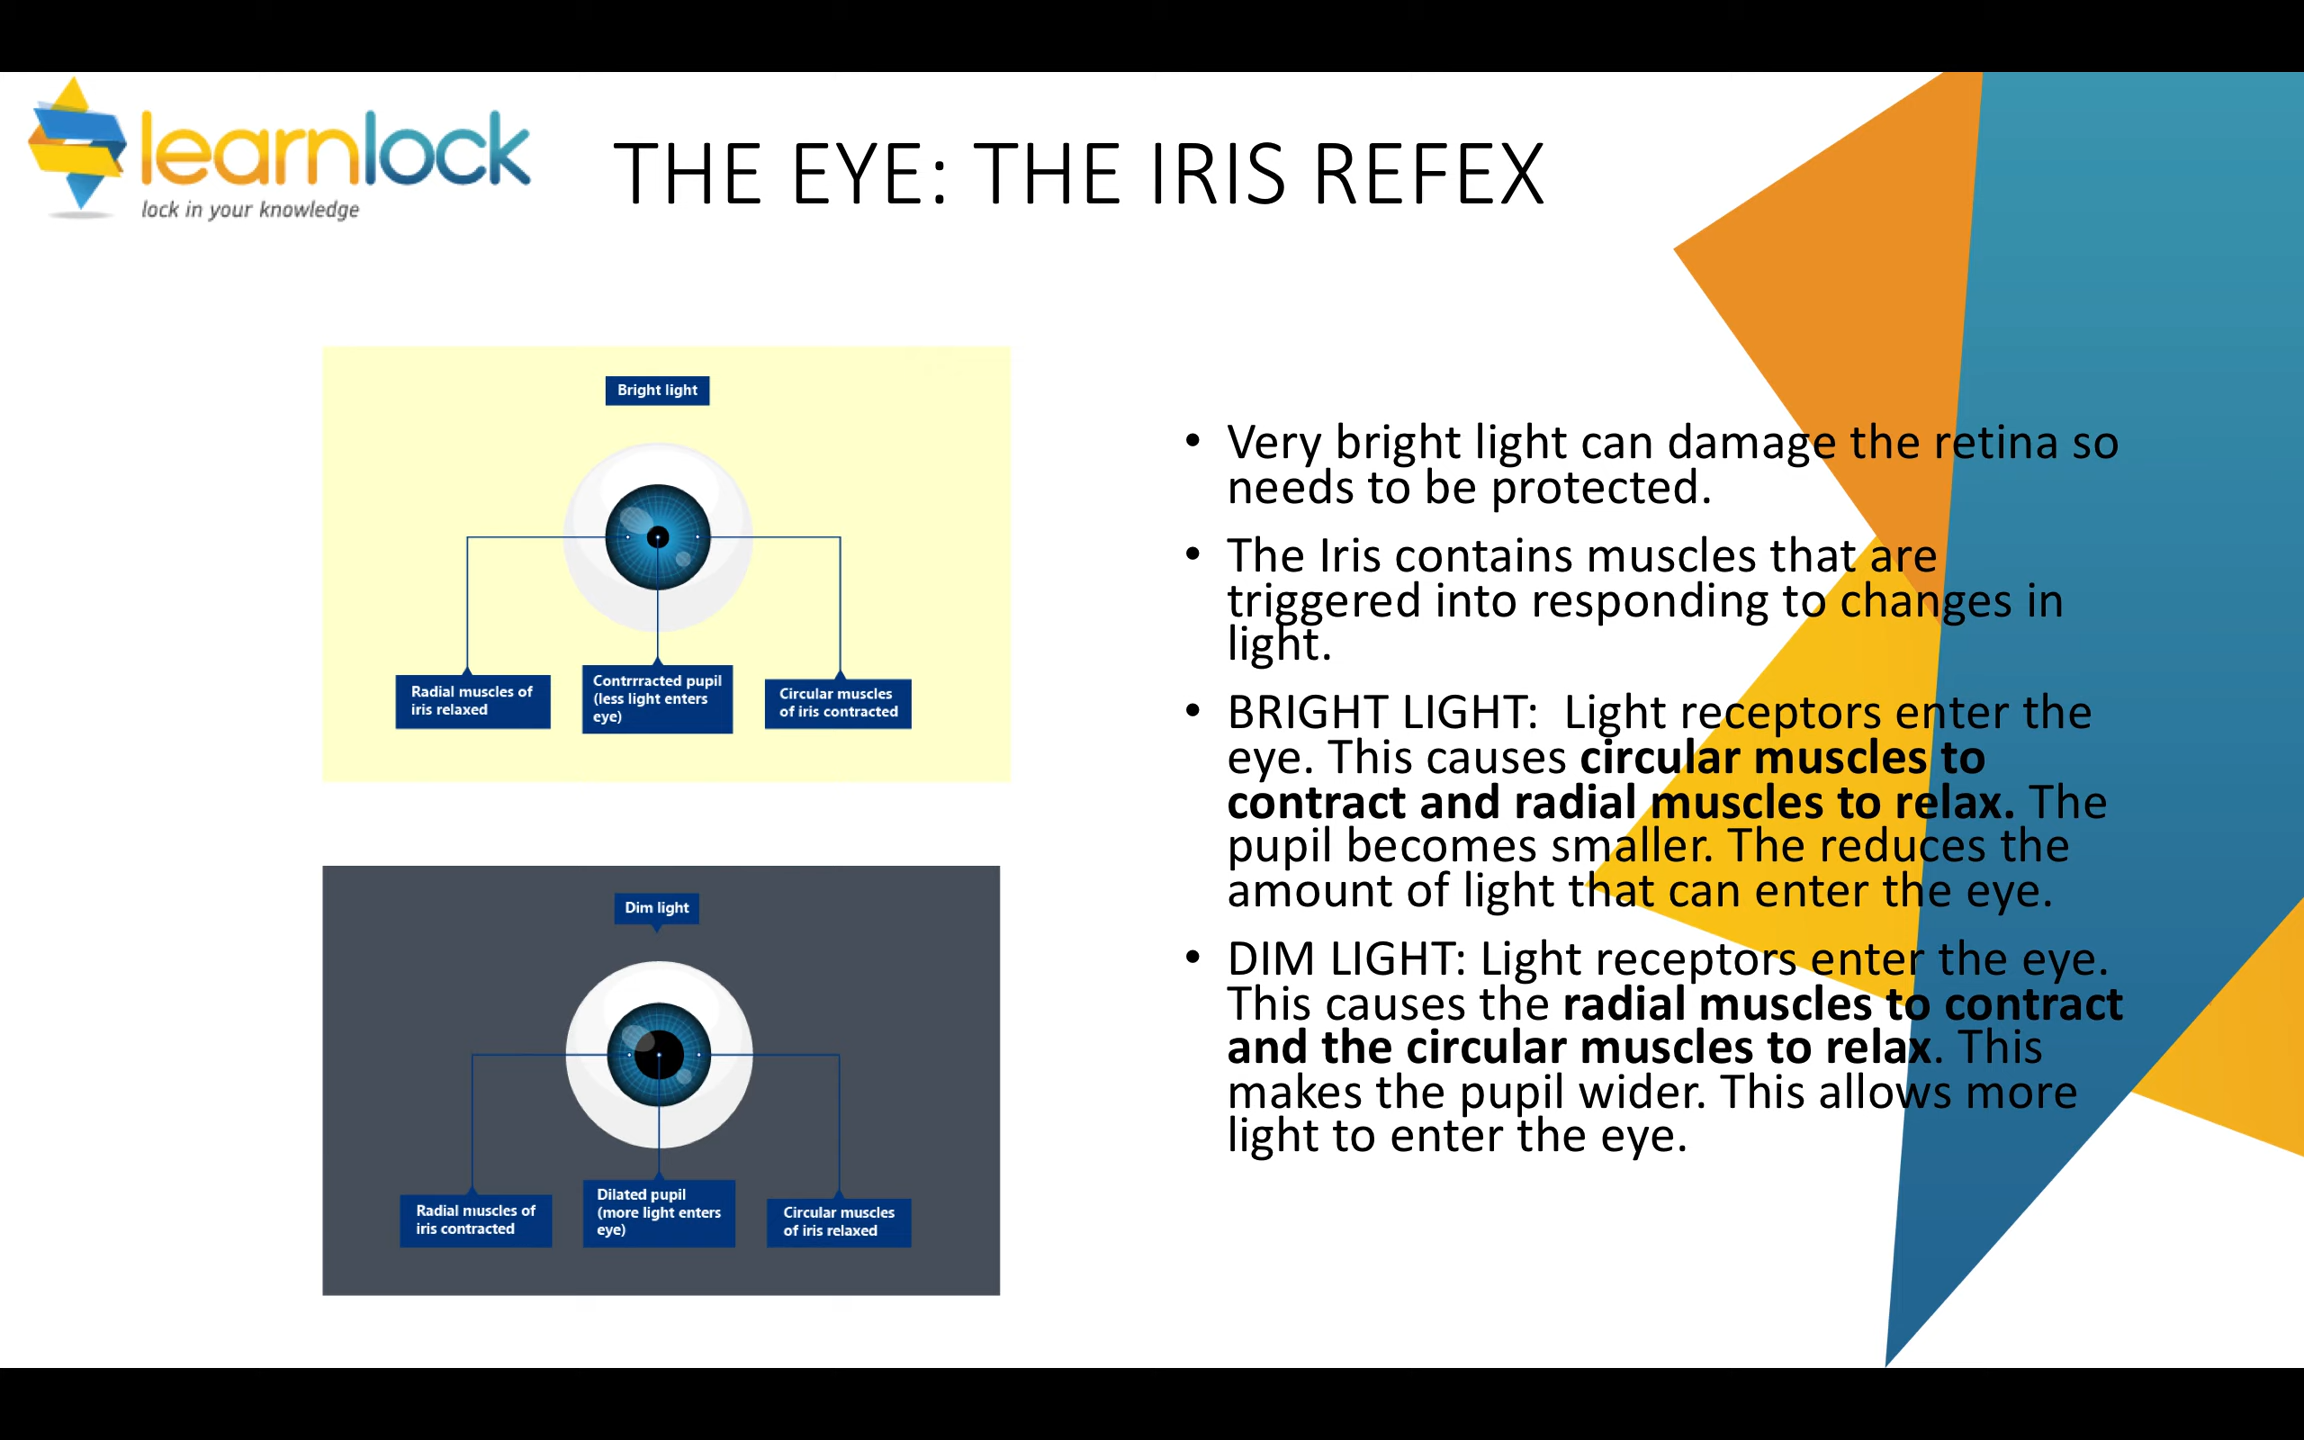 learnlock
lock in your knowledge
THE EYE: THE IRIS REFEX
Bright light
Radial muscles of
iris relaxed
Contrrracted pupil
(less light enters
eye)
Circular muscles
of iris contracted
Dim light
Radial muscles of
iris contracted
Dilated pupil
(more light enters
eye)
Circular muscles
of iris relaxed
• Very bright light can damage the retina so
needs to be protected.
• The Iris contains muscles that are
triggered into responding to changes in
light.
• BRIGHT LIGHT:  Light receptors enter the
eye. This causes circular muscles to
contract and radial muscles to relax. The
pupil becomes smaller. The reduces the
amount of light that can enter the eye.
• DIM LIGHT: Light receptors enter the eye.
This causes the radial muscles to contract
and the circular muscles to relax. This
makes the pupil wider. This allows more
light to enter the eye.